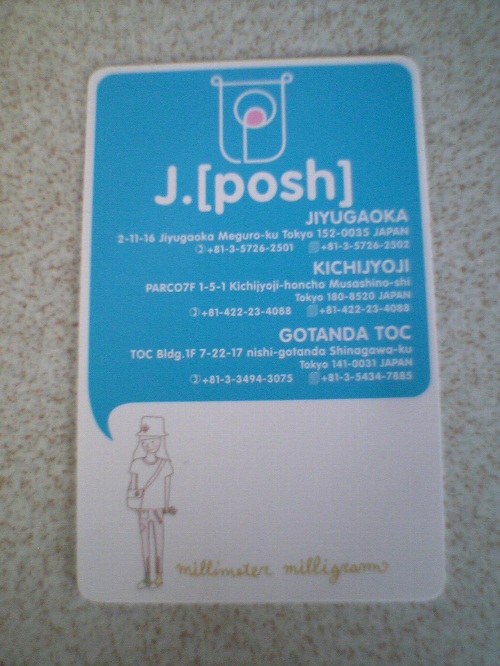 J.[posh]
JIYUGAOKA
2-11-16 Jiyugaoka Meguro-ku Tokyo 152-0035 JAPAN
+81-3-5726-2501 +81-3-5726-2502
KICHIJYOJI
PARCO7F 1-5-1 Kichijyoji-honcho Musashino-shi
Tokyo 180-8520 JAPAN
+81-422-23-4088 +81-422-23-4088
GOTANDA TOC
TOC Bldg.1F 7-22-17 nishi-gotanda Shinagawa-ku
Tokyo 141-0031 JAPAN
+81-3-3494-3075 +81-3-5434-7885
millimeter milligram